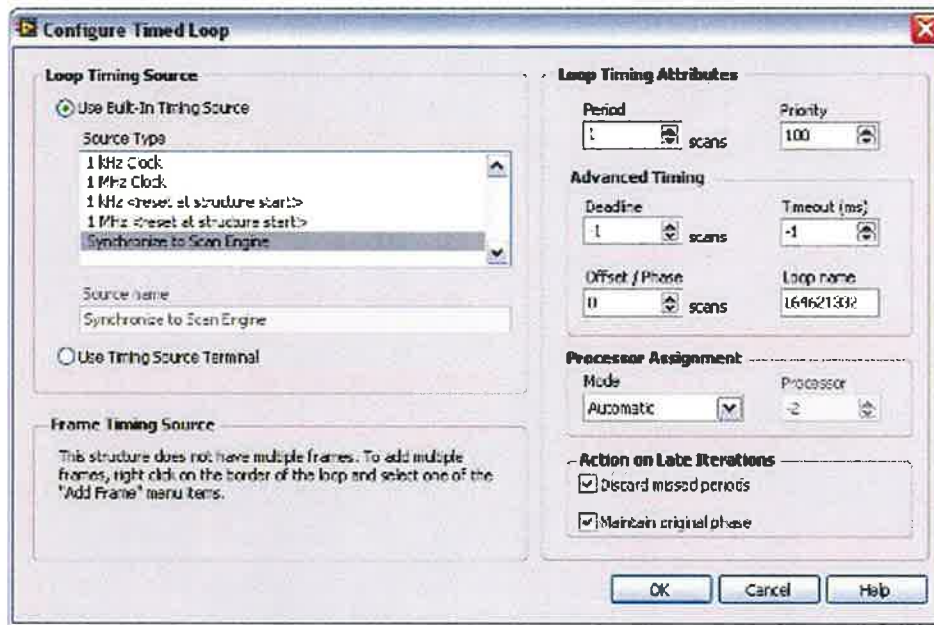 Configure Timed Loop
Loop Timing Source
Use Built-In Timing Source
Source Type
1 kHz Clock
1 MHz Clock
1 kHz <reset at structure start>
1 MHz <reset at structure start>
Synchronize to Scan Engine
Source name
Synchronize to Scan Engine
Use Timing Source Terminal
Frame Timing Source
This structure does not have multiple frames. To add multiple
frames, right click on the border of the loop and select one of the
"Add Frame" menu items.
Loop Timing Attributes
Period
1 scans
Priority
100
Advanced Timing
Deadline
-1 scans
Timeout (ms)
-1
Offset / Phase
0 scans
Loop name
164621332
Processor Assignment
Mode
Automatic
Processor
-2
Action on Late Iterations
Discard missed periods
Maintain original phase
OK Cancel Help